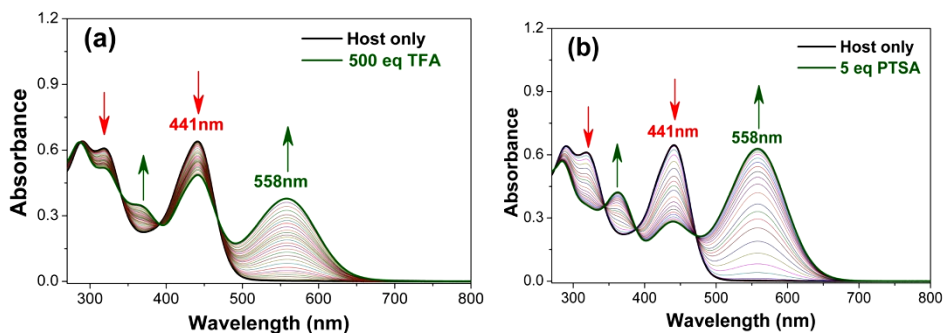 (a)
Host only
500 eq TFA
441nm
558nm
Absorbance
1.2
0.9
0.6
0.3
0.0
300 400 500 600 700 800
Wavelength (nm)
(b)
Host only
5 eq PTSA
441nm
558nm
Absorbance
1.2
0.9
0.6
0.3
0.0
300 400 500 600 700 800
Wavelength (nm)